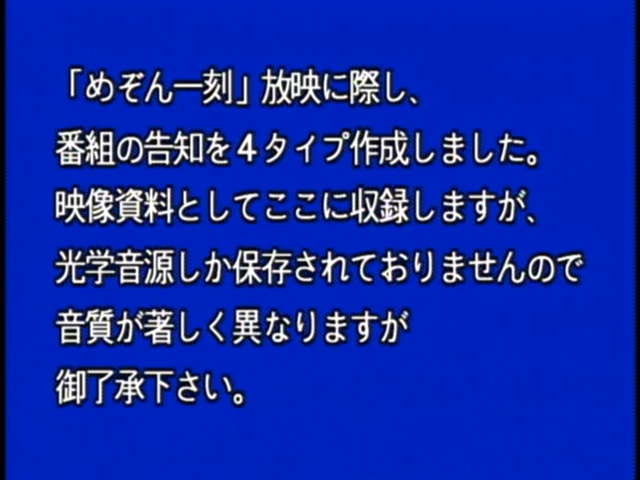 「めぞん一刻」放映に際し、
番組の告知を４タイプ作成しました。
映像資料としてここに収録しますが、
光学音源しか保存されておりませんので
音質が著しく異なりますが
御了承下さい。